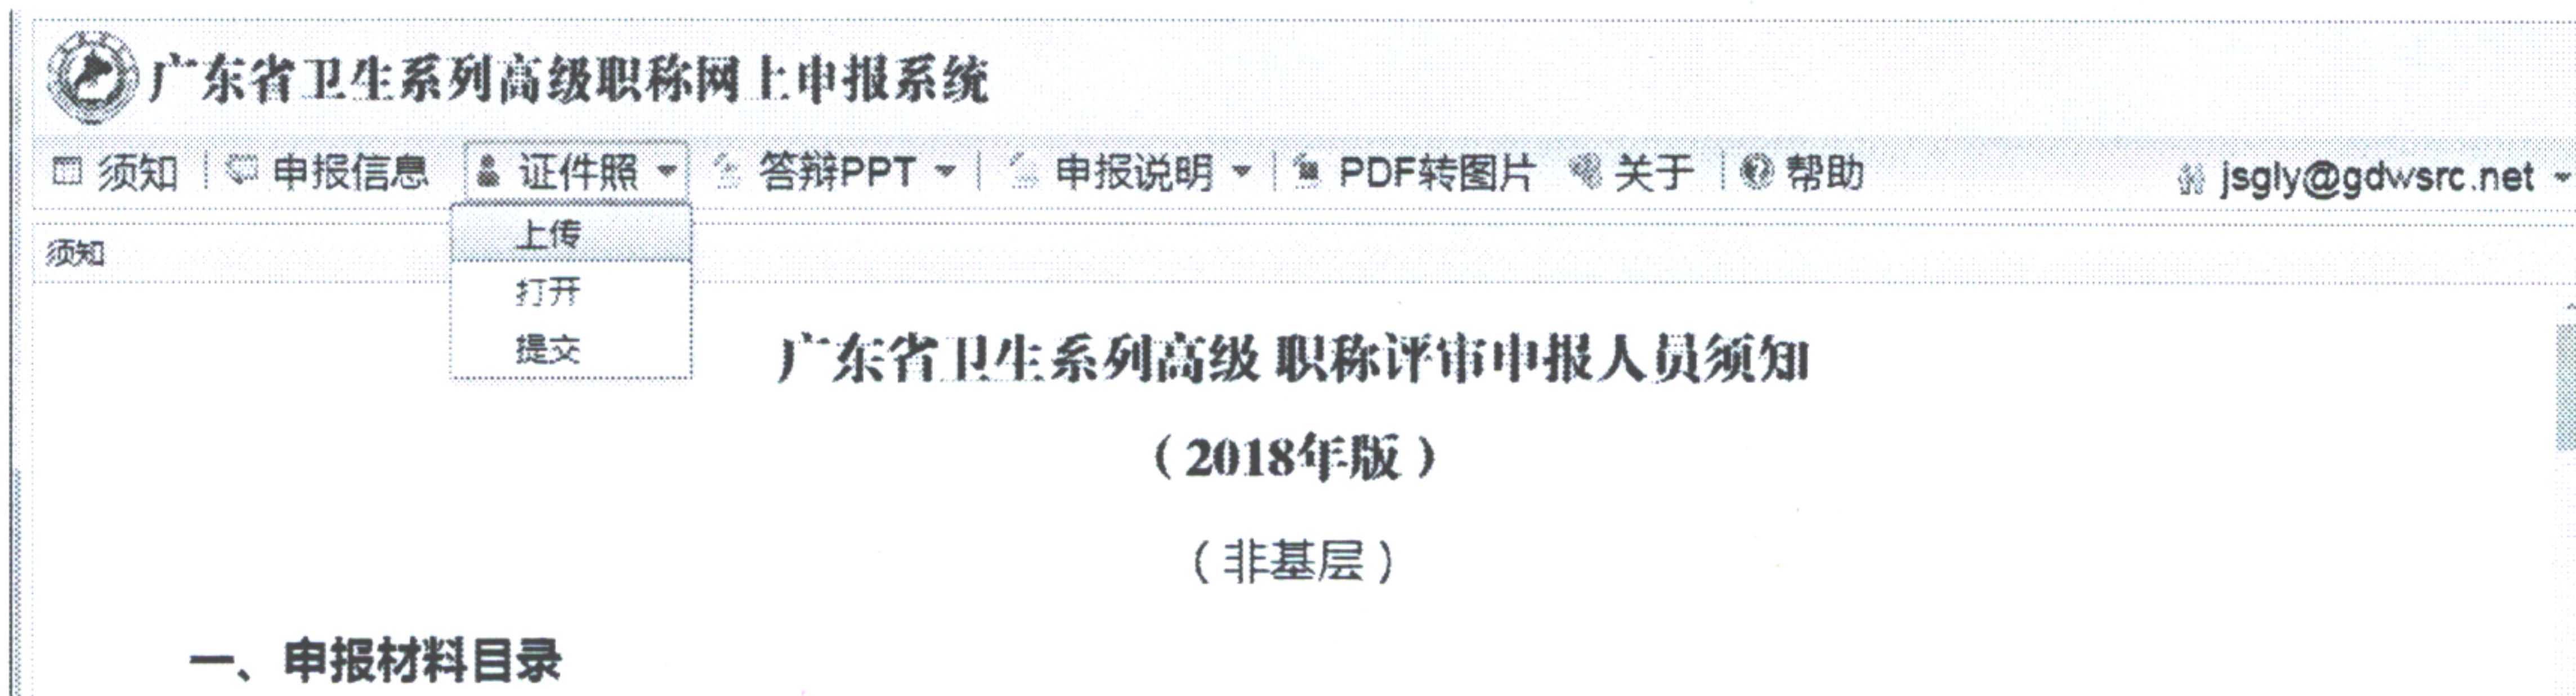 广东省卫生系列高级职称网上申报系统
须知 申报信息 证件照 答辩PPT 申报说明 PDF转图片 关于 帮助 jsgly@gdwsrc.net
上传
须知
打开
提交
广东省卫生系列高级 职称评审申报人员须知
（2018年版）
（非基层）
一、申报材料目录